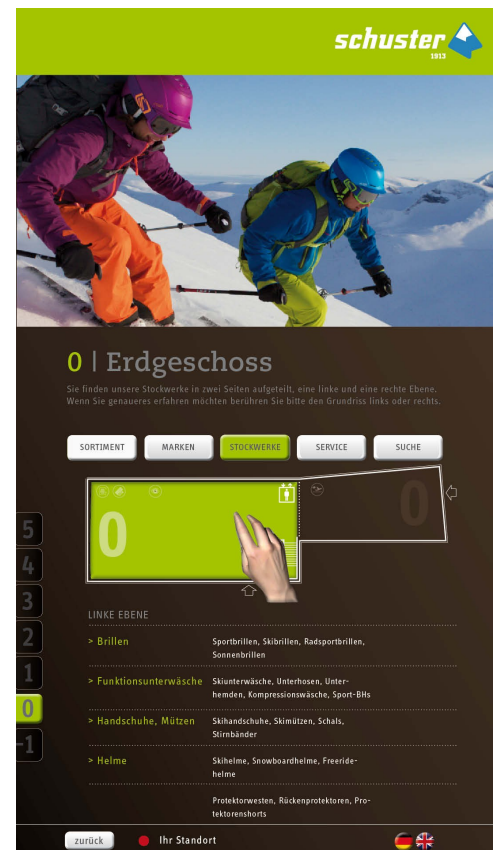 schuster
1913
0 | Erdgeschoss
Sie finden unsere Stockwerke in zwei Seiten aufgeteilt, eine linke und eine rechte Ebene.
Wenn Sie genaueres erfahren möchten berühren Sie bitte den Grundriss links oder rechts.
SORTIMENT MARKEN STOCKWERKE SERVICE SUCHE
0 0
5
4
3
2
1
0
-1
LINKE EBENE
> Brillen Sportbrillen, Skibrillen, Radsportbrillen,
Sonnenbrillen
> Funktionsunterwäsche Skiunterwäsche, Unterhosen, Unter-
hemden, Kompressionswäsche, Sport-BHs
> Handschuhe, Mützen Skihandschuhe, Skimützen, Schals,
Stirnbänder
> Helme Skihelme, Snowboardhelme, Freeride-
helme
Protektorwesten, Rückenprotektoren, Pro-
tektorenshorts
zurück Ihr Standort